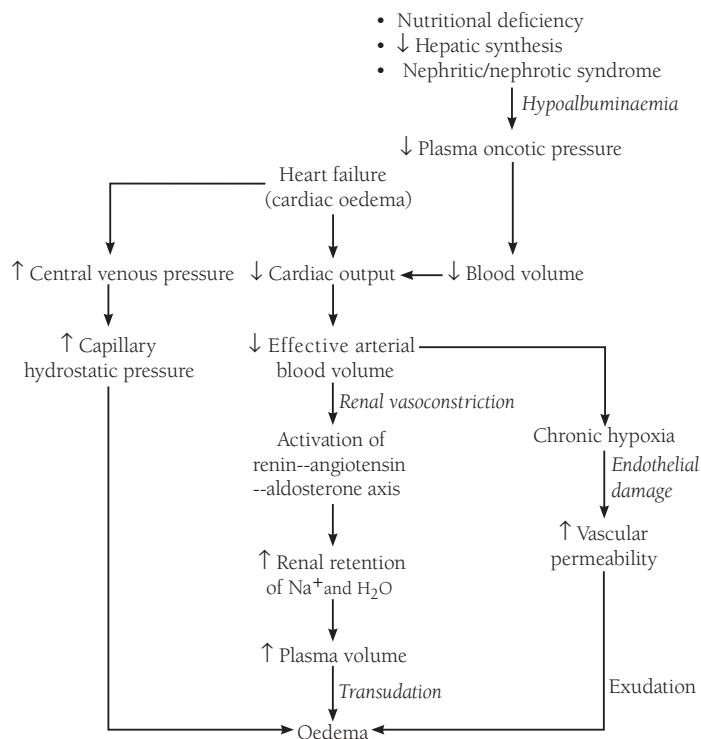 • Nutritional deficiency
• ↓ Hepatic synthesis
• Nephritic/nephrotic syndrome
Hypoalbuminaemia
↓ Plasma oncotic pressure
Heart failure
(cardiac oedema)
↑ Central venous pressure
↓ Cardiac output
↓ Blood volume
↑ Capillary
hydrostatic pressure
↓ Effective arterial
blood volume
Renal vasoconstriction
Chronic hypoxia
Activation of
renin--angiotensin
--aldosterone axis
Endothelial
damage
↑ Vascular
permeability
↑ Renal retention
of Na⁺ and H₂O
↑ Plasma volume
Transudation
Exudation
Oedema